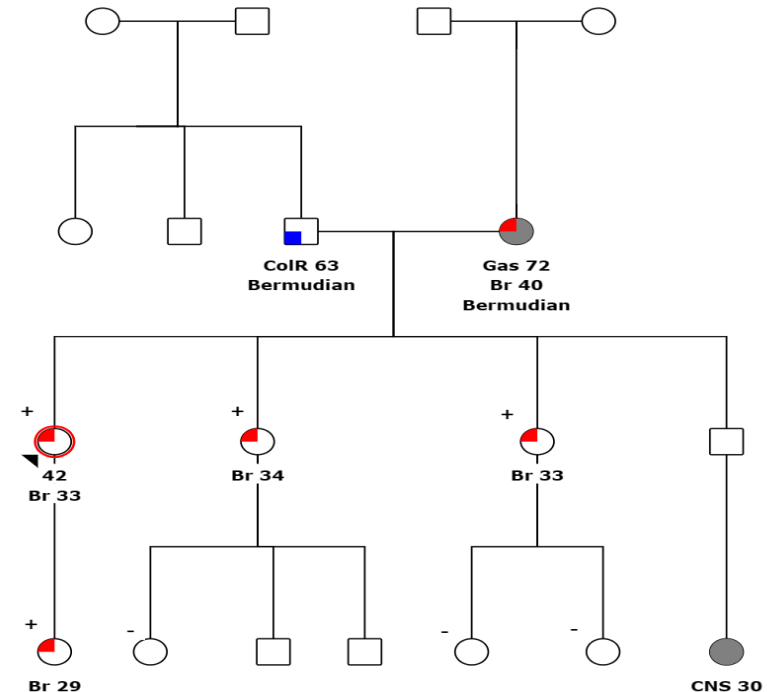 ColR 63
Bermudian
Gas 72
Br 40
Bermudian
+
42
Br 33
+
Br 34
+
Br 33
+
Br 29
-
-
-
CNS 30